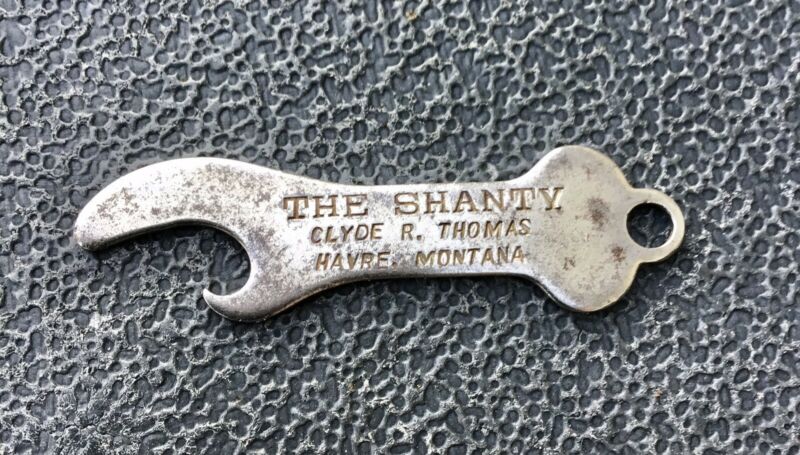 THE SHANTY
CLYDE R. THOMAS
HAVRE, MONTANA